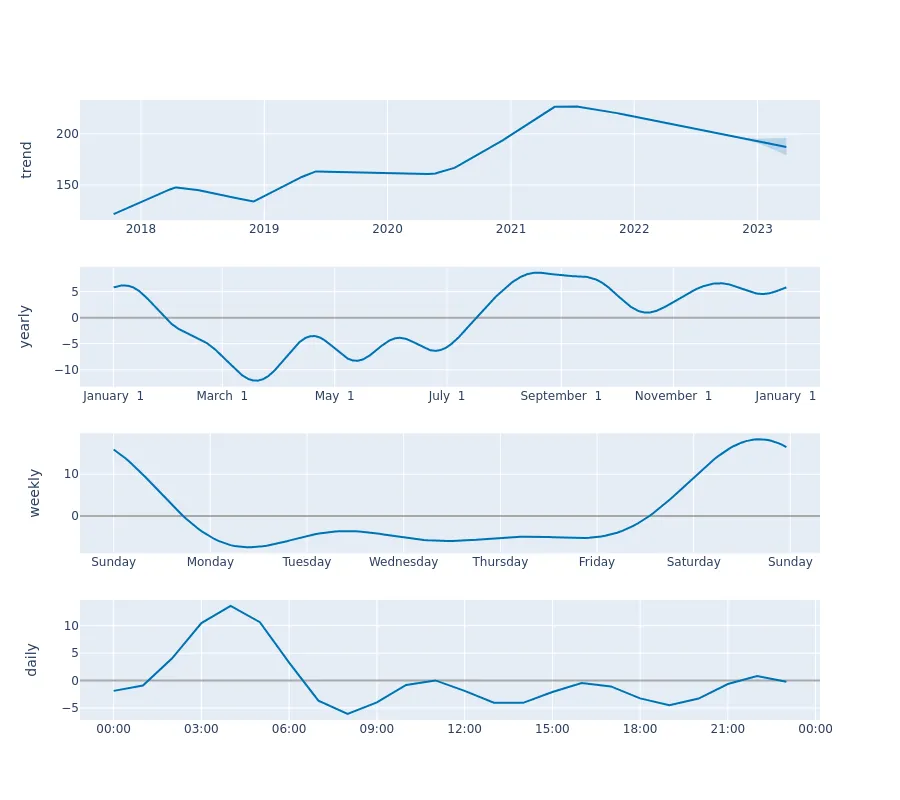 trend
200
150
2018 2019 2020 2021 2022 2023
yearly
5
0
−5
−10
January 1 March 1 May 1 July 1 September 1 November 1 January 1
weekly
10
0
Sunday Monday Tuesday Wednesday Thursday Friday Saturday Sunday
daily
10
5
0
−5
00:00 03:00 06:00 09:00 12:00 15:00 18:00 21:00 00:00